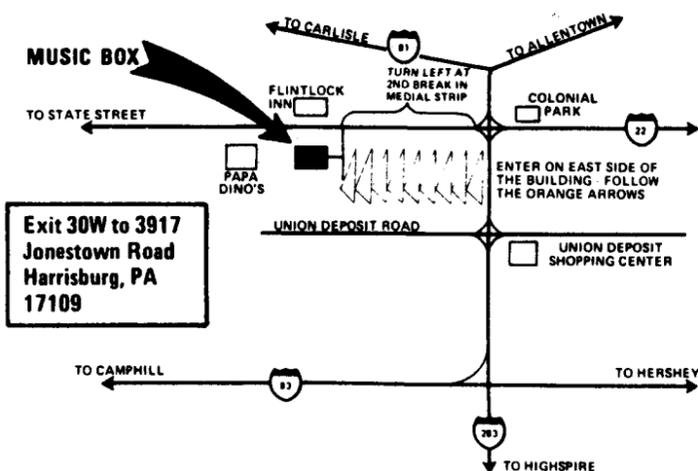 TO CARLISLE
81
TO ALLENTOWN
MUSIC BOX
TURN LEFT AT
2ND BREAK IN
MEDIAL STRIP
FLINTLOCK
INN
COLONIAL
PARK
TO STATE STREET
22
PAPA
DINO'S
ENTER ON EAST SIDE OF
THE BUILDING - FOLLOW
THE ORANGE ARROWS
Exit 30W to 3917
Jonestown Road
Harrisburg, PA
17109
UNION DEPOSIT ROAD
UNION DEPOSIT
SHOPPING CENTER
TO CAMPHILL
83
TO HERSHEY
283
TO HIGHSPIRE